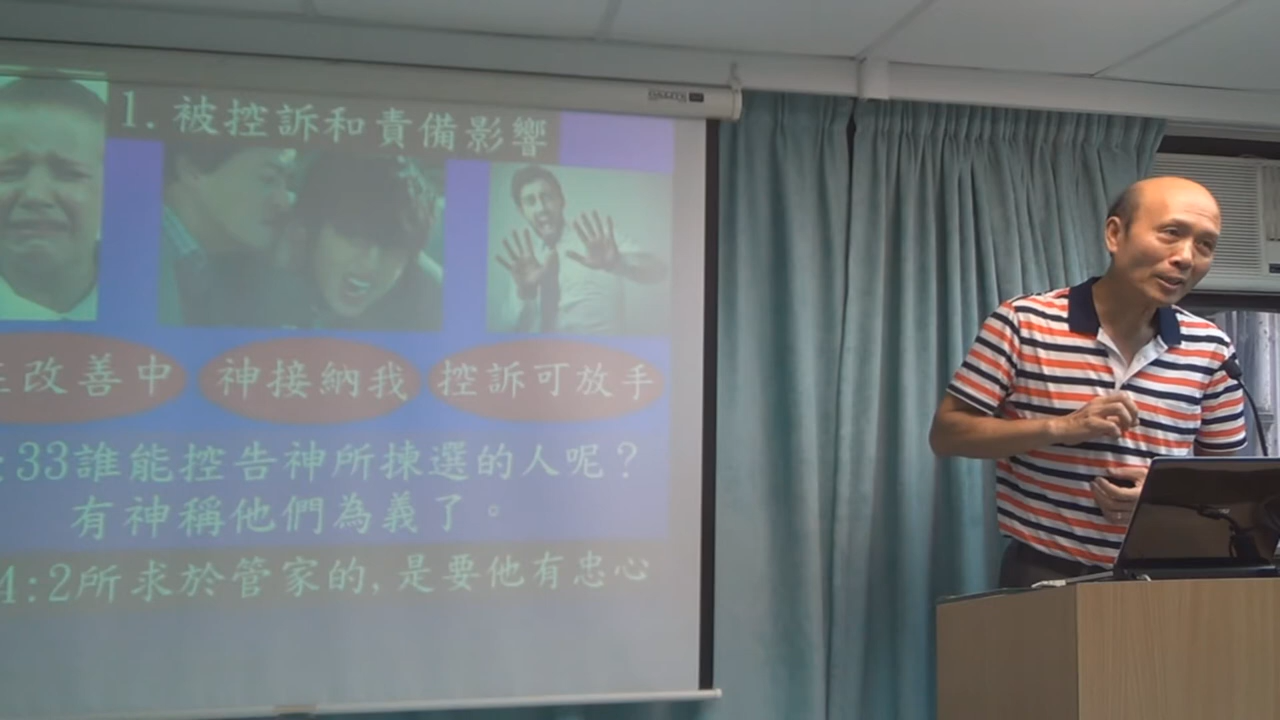 1.被控訴和責備影響
改善中
神接納我
控訴可放手
:33誰能控告神所揀選的人呢？
有神稱他們為義了。
4:2所求於管家的,是要他有忠心